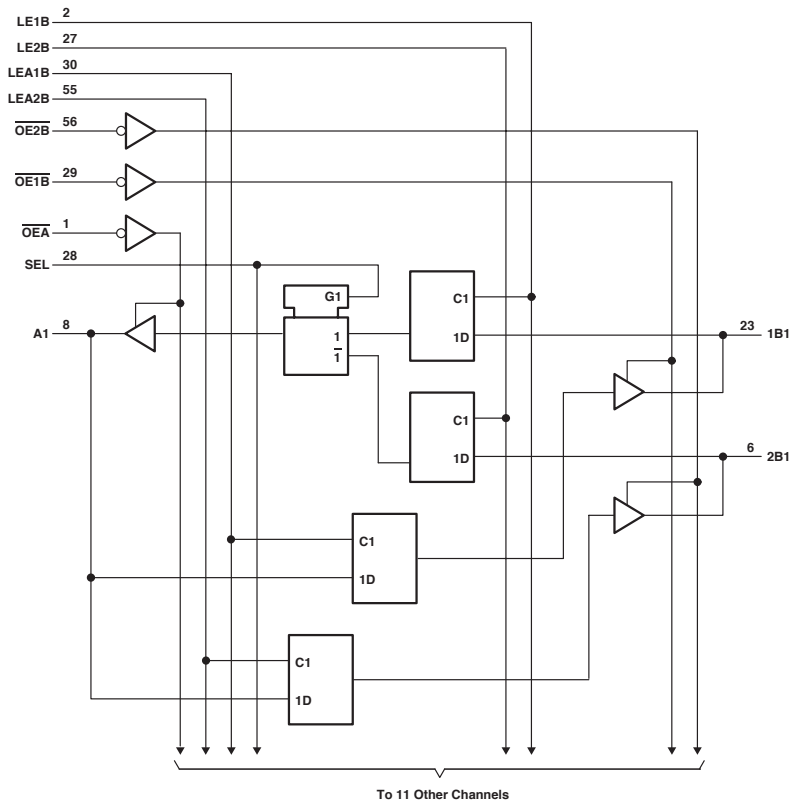 LE1B 2
LE2B 27
LEA1B 30
LEA2B 55
OE2B 56
OE1B 29
OEA 1
SEL 28
G1
C1
A1 8
1
1D
23 1B1
1
C1
1D
6 2B1
C1
1D
C1
1D
To 11 Other Channels